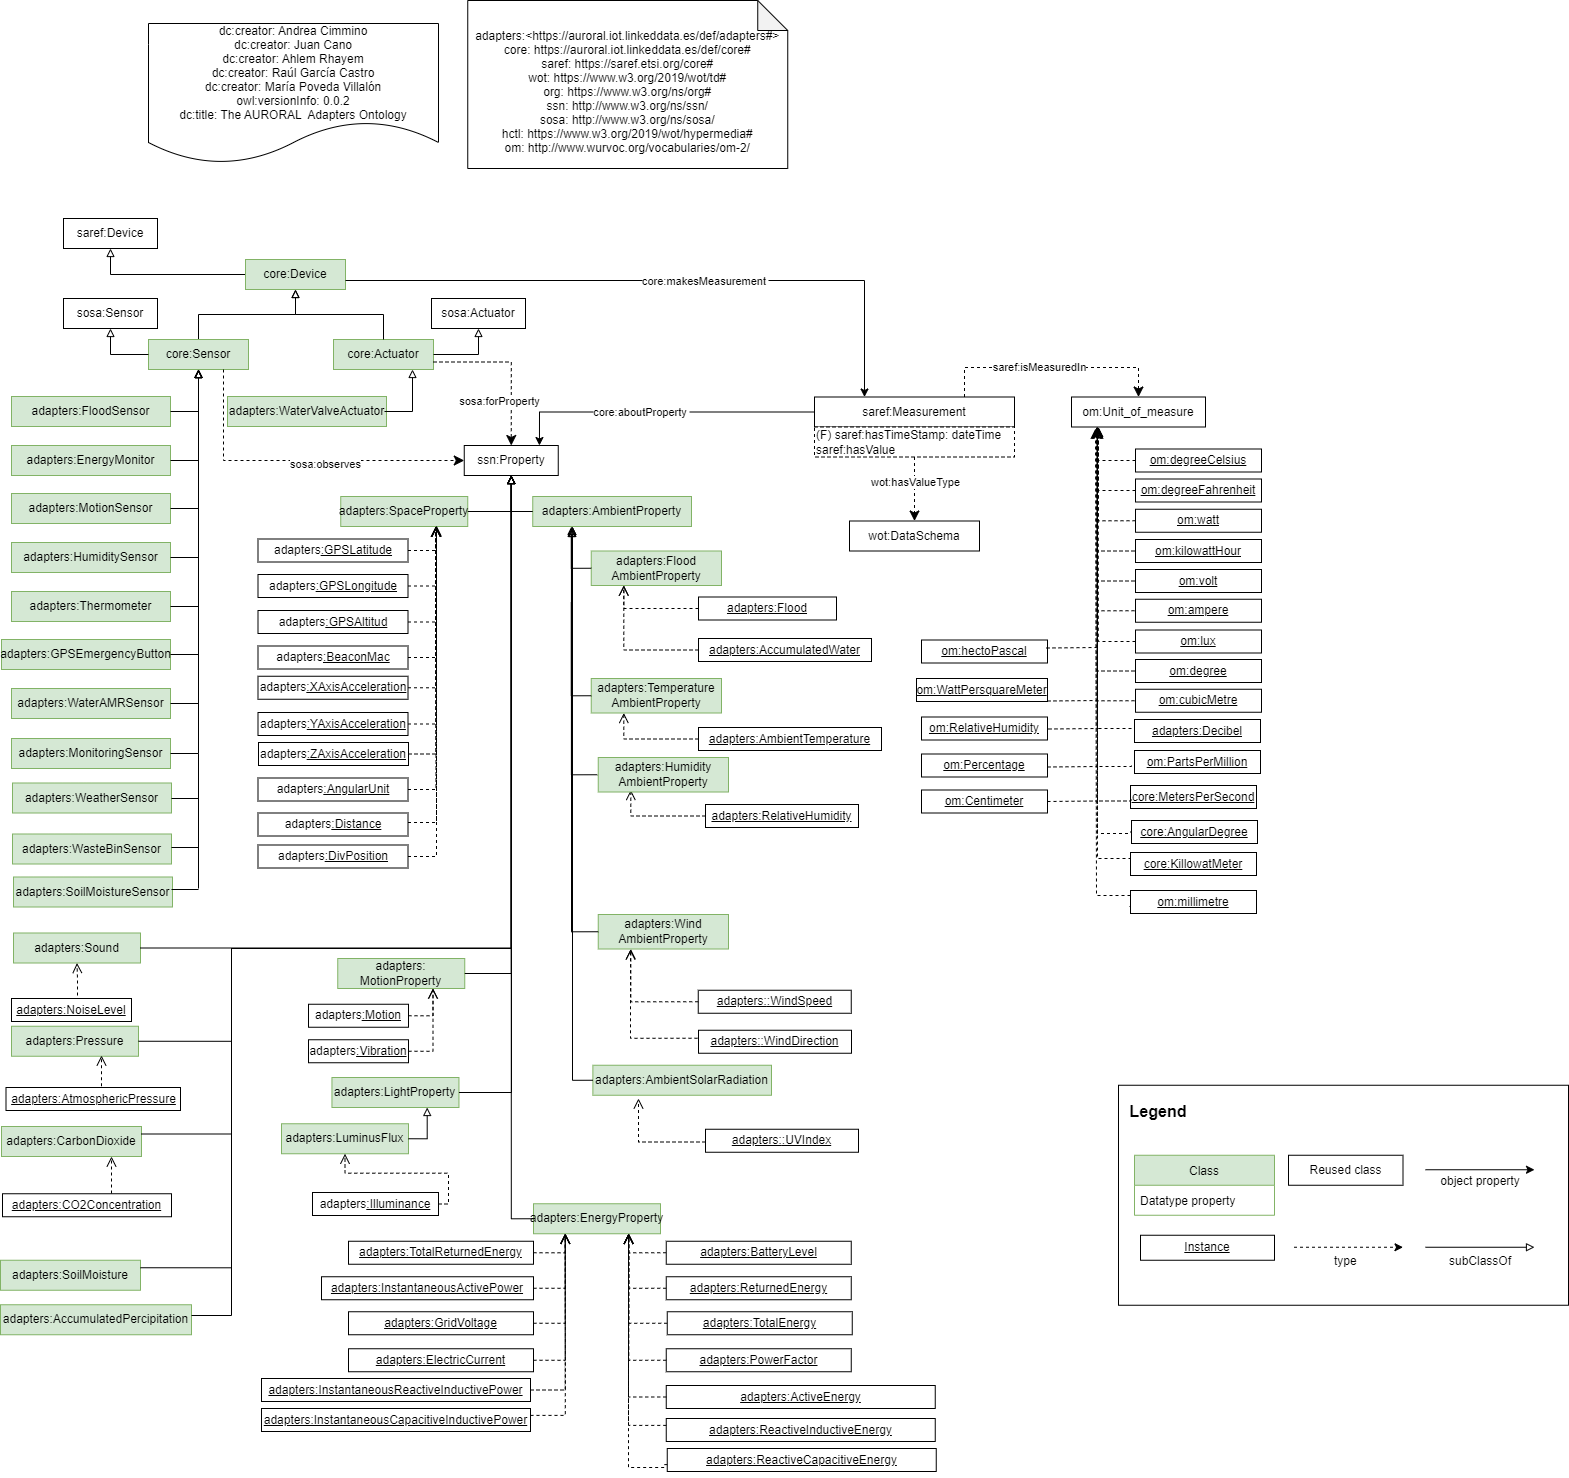 dc:creator: Andrea Cimmino
dc:creator: Juan Cano
dc:creator: Ahlem Rhayem
dc:creator: Raúl García Castro
dc:creator: María Poveda Villalón
owl:versionInfo: 0.0.2
dc:title: The AURORAL  Adapters Ontology
adapters:<https://auroral.iot.linkeddata.es/def/adapters#>
core: https://auroral.iot.linkeddata.es/def/core#
saref: https://saref.etsi.org/core#
wot: https://www.w3.org/2019/wot/td#
org: https://www.w3.org/ns/org#
ssn: http://www.w3.org/ns/ssn/
sosa: http://www.w3.org/ns/sosa/
hctl: https://www.w3.org/2019/wot/hypermedia#
om: http://www.wurvoc.org/vocabularies/om-2/
saref:Device
core:Device
core:makesMeasurement
sosa:Sensor
sosa:Actuator
core:Sensor
core:Actuator
saref:isMeasuredIn
adapters:FloodSensor
adapters:WaterValveActuator
sosa:forProperty
core:aboutProperty
saref:Measurement
(F) saref:hasTimeStamp: dateTime
saref:hasValue
om:Unit_of_measure
adapters:EnergyMonitor
sosa:observes
ssn:Property
wot:hasValueType
wot:DataSchema
adapters:MotionSensor
adapters:HumiditySensor
adapters:Thermometer
adapters:GPSEmergencyButton
adapters:WaterAMRSensor
adapters:MonitoringSensor
adapters:WeatherSensor
adapters:WasteBinSensor
adapters:SoilMoistureSensor
adapters:SpaceProperty
adapters:GPSLatitude
adapters:GPSLongitude
adapters:GPSAltitud
adapters:BeaconMac
adapters:XAxisAcceleration
adapters:YAxisAcceleration
adapters:ZAxisAcceleration
adapters:AngularUnit
adapters:Distance
adapters:DivPosition
adapters:AmbientProperty
adapters:Flood
AmbientProperty
adapters:Flood
adapters:AccumulatedWater
adapters:Temperature
AmbientProperty
adapters:AmbientTemperature
adapters:Humidity
AmbientProperty
adapters:RelativeHumidity
adapters:Wind
AmbientProperty
adapters::WindSpeed
adapters::WindDirection
adapters:AmbientSolarRadiation
adapters::UVIndex
om:hectoPascal
om:WattPersquareMeter
om:RelativeHumidity
om:Percentage
om:Centimeter
om:degreeCelsius
om:degreeFahrenheit
om:watt
om:kilowattHour
om:volt
om:ampere
om:lux
om:degree
om:cubicMetre
adapters:Decibel
om:PartsPerMillion
core:MetersPerSecond
core:AngularDegree
core:KillowatMeter
om:millimetre
adapters:Sound
adapters:NoiseLevel
adapters:Pressure
adapters:AtmosphericPressure
adapters:CarbonDioxide
adapters:CO2Concentration
adapters:SoilMoisture
adapters:AccumulatedPercipitation
adapters:
MotionProperty
adapters:Motion
adapters:Vibration
adapters:LightProperty
adapters:LuminusFlux
adapters:Illuminance
adapters:EnergyProperty
adapters:TotalReturnedEnergy
adapters:InstantaneousActivePower
adapters:GridVoltage
adapters:ElectricCurrent
adapters:InstantaneousReactiveInductivePower
adapters:InstantaneousCapacitiveInductivePower
adapters:BatteryLevel
adapters:ReturnedEnergy
adapters:TotalEnergy
adapters:PowerFactor
adapters:ActiveEnergy
adapters:ReactiveInductiveEnergy
adapters:ReactiveCapacitiveEnergy
Legend
Class
Datatype property
Reused class
object property
Instance
type
subClassOf